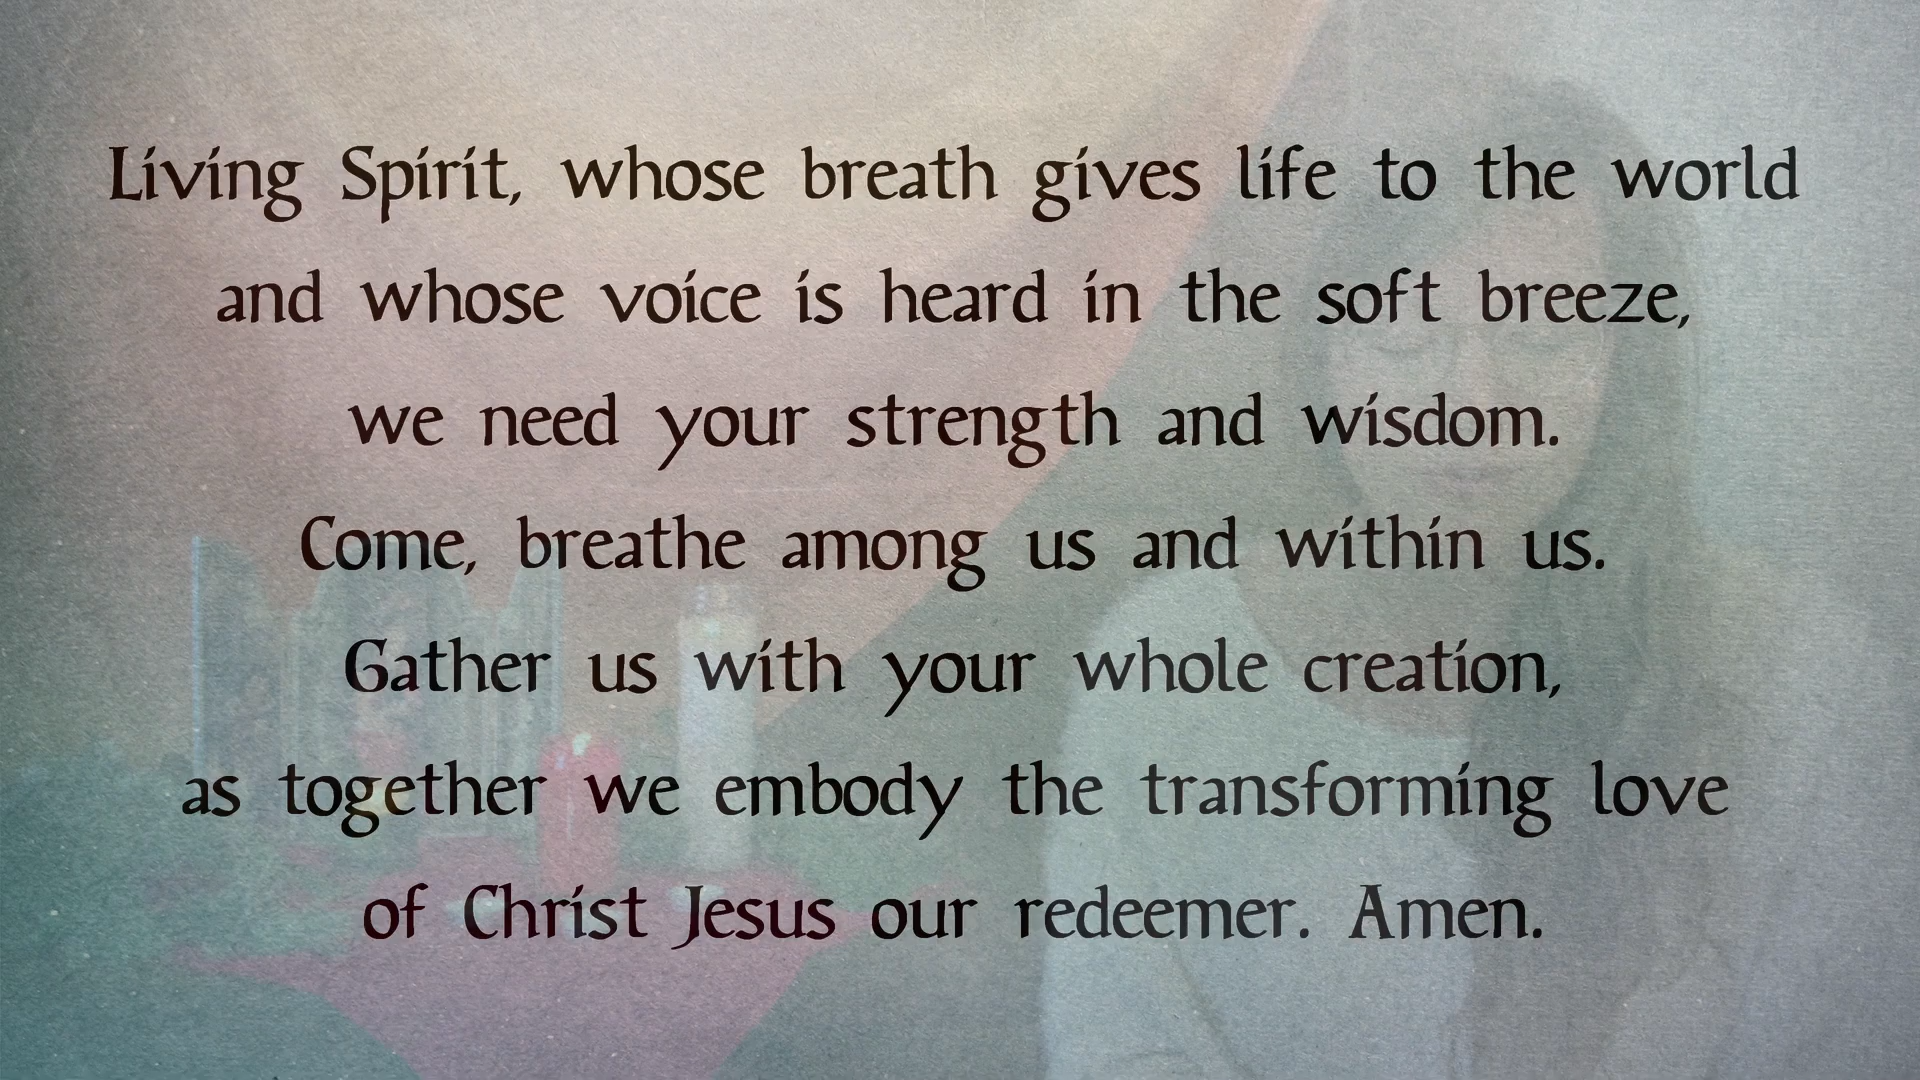 Living Spirit, whose breath gives life to the world
and whose voice is heard in the soft breeze,
we need your strength and wisdom.
Come, breathe among us and within us.
Gather us with your whole creation,
as together we embody the transforming love
of Christ Jesus our redeemer. Amen.